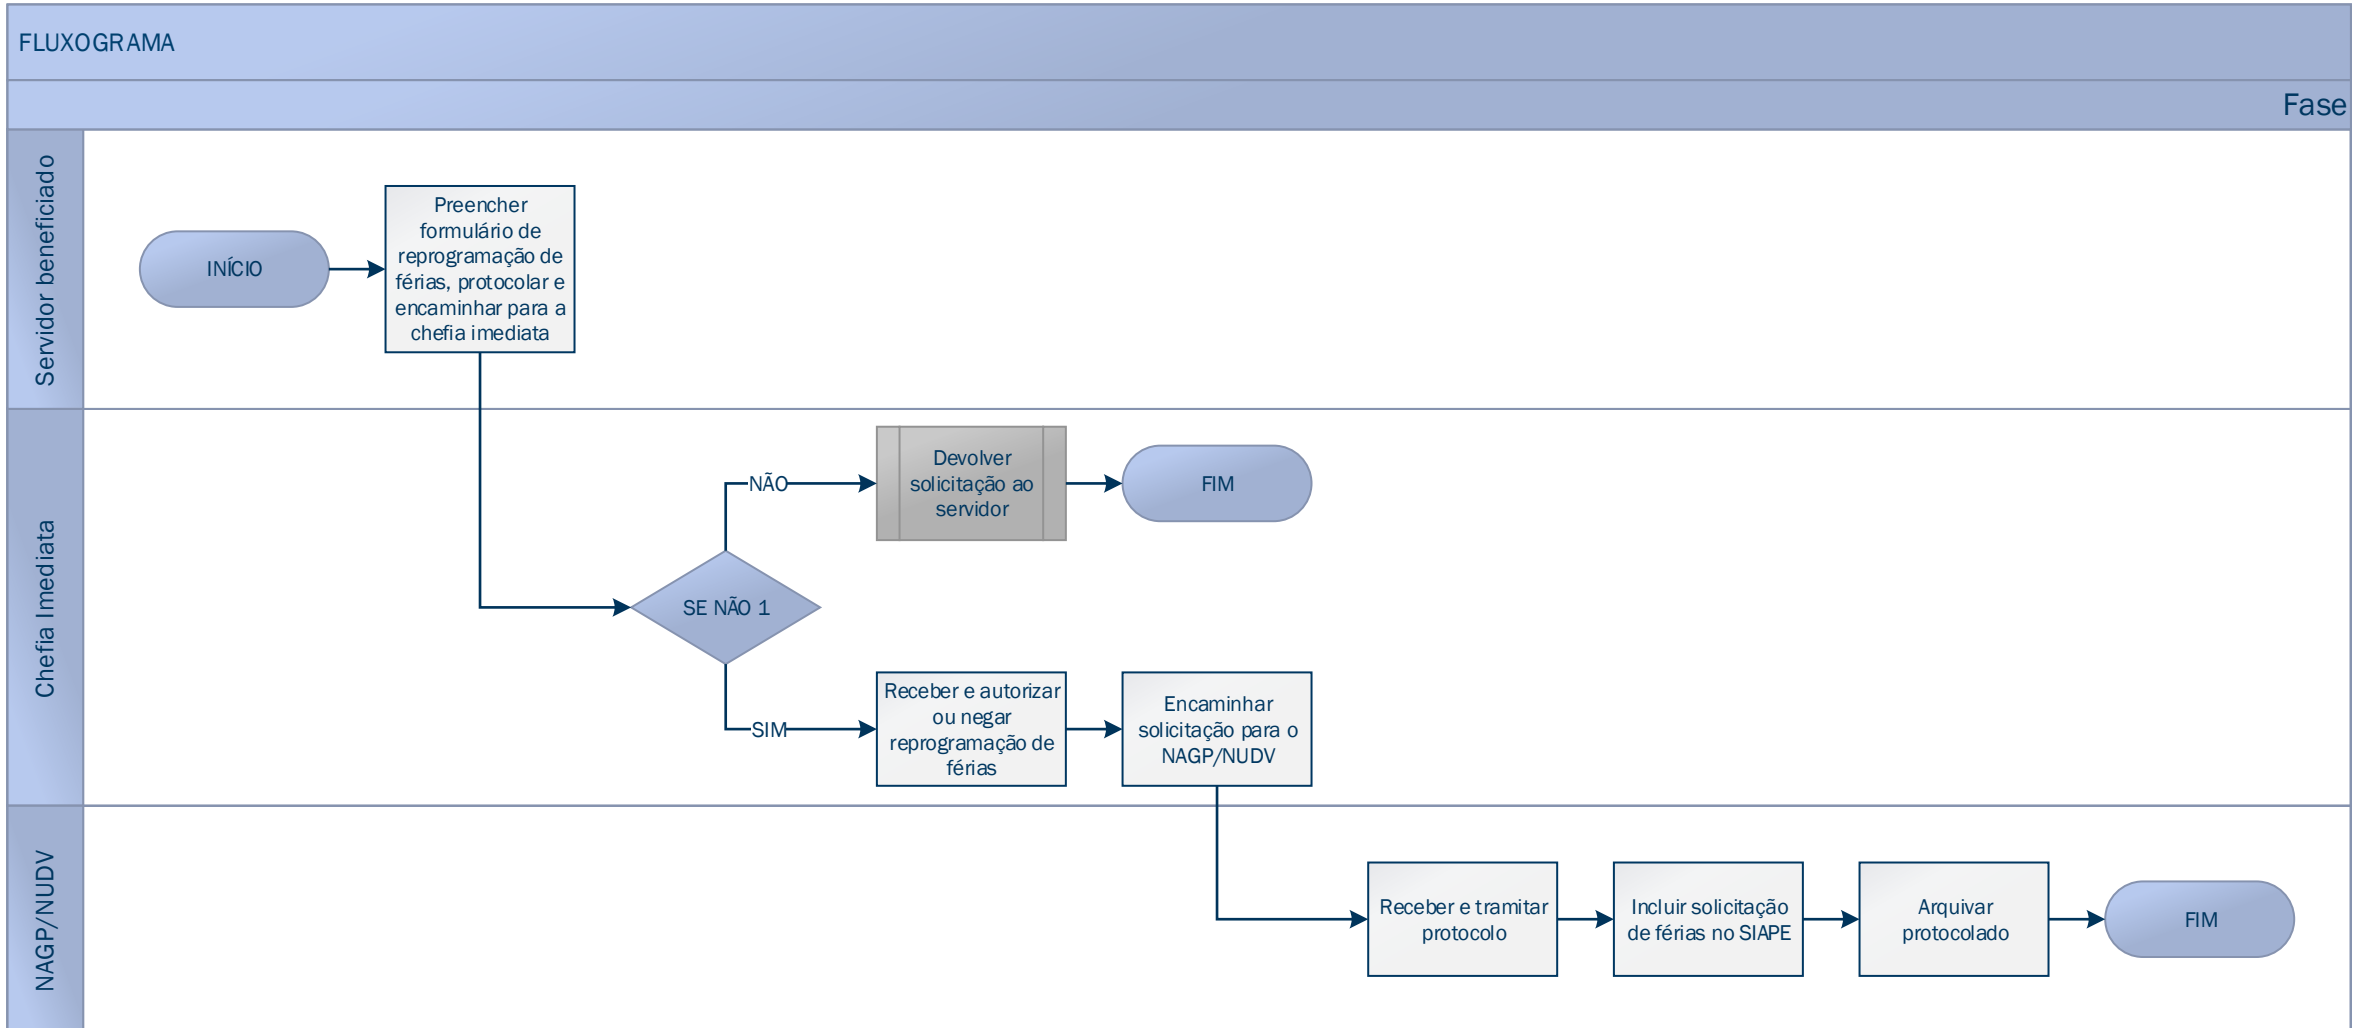 FLUXOGRAMA
Fase
Servidor beneficiado
INÍCIO
Preencher
formulário de
reprogramação de
férias, protocolar e
encaminhar para a
chefia imediata
Chefia Imediata
SE NÃO 1
NÃO
Devolver
solicitação ao
servidor
FIM
SIM
Receber e autorizar
ou negar
reprogramação de
férias
Encaminhar
solicitação para o
NAGP/NUDV
NAGP/NUDV
Receber e tramitar
protocolo
Incluir solicitação
de férias no SIAPE
Arquivar
protocolado
FIM